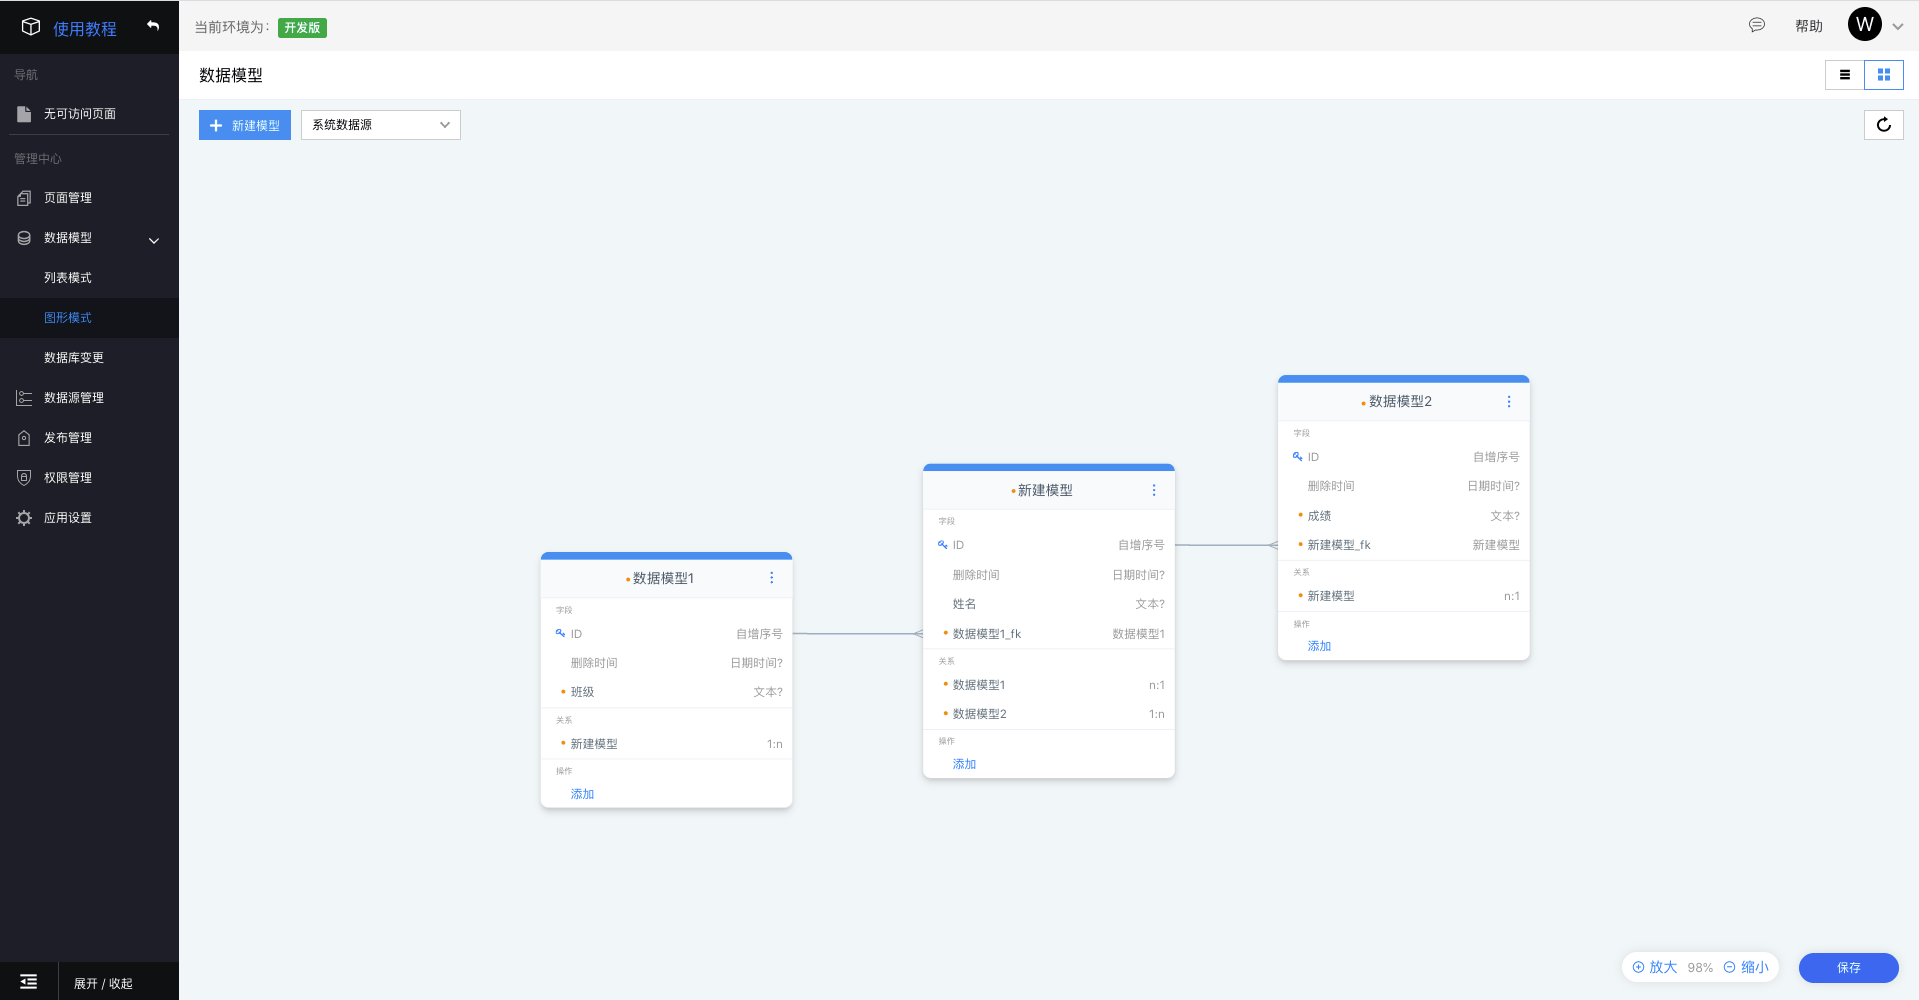 使用教程
导航
无可访问页面
管理中心
页面管理
数据模型
列表模式
图形模式
数据库变更
数据源管理
发布管理
权限管理
应用设置
展开 / 收起
当前环境为: 开发版
帮助 W
数据模型
新建模型 系统数据源
数据模型1
字段
ID 自增序号
删除时间 日期时间?
班级 文本?
关系
新建模型 1:n
操作
添加
新建模型
字段
ID 自增序号
删除时间 日期时间?
姓名 文本?
数据模型1_fk 数据模型1
关系
数据模型1 n:1
数据模型2 1:n
操作
添加
数据模型2
字段
ID 自增序号
删除时间 日期时间?
成绩 文本?
新建模型_fk 新建模型
关系
新建模型 n:1
操作
添加
放大 98% 缩小 保存